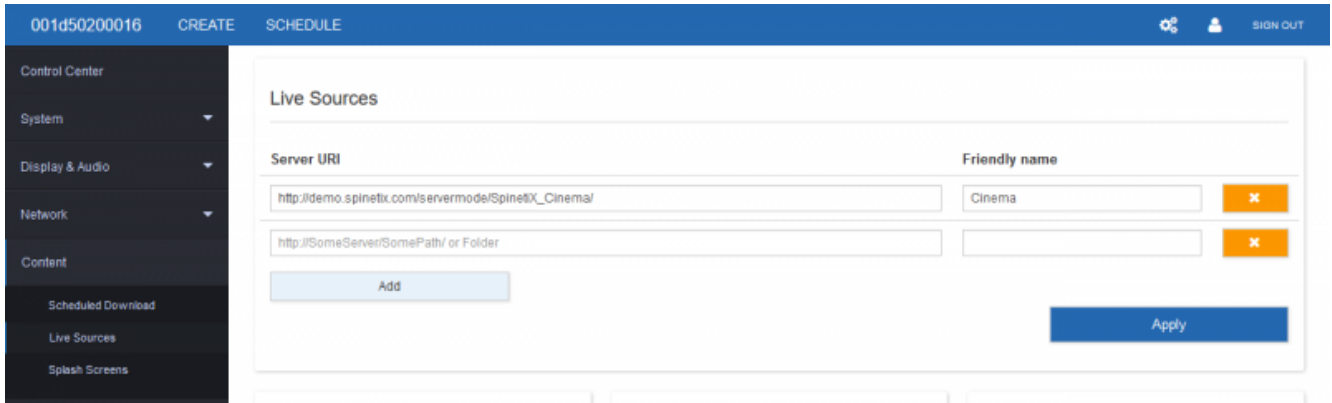 001d50200016 CREATE SCHEDULE SIGN OUT
Control Center
System
Display & Audio
Network
Content
Scheduled Download
Live Sources
Splash Screens
Live Sources
Server URI Friendly name
http://demo.spinetix.com/servermode/SpinetiX_Cinema/ Cinema
http://SomeServer/SomePath/ or Folder
Add
Apply